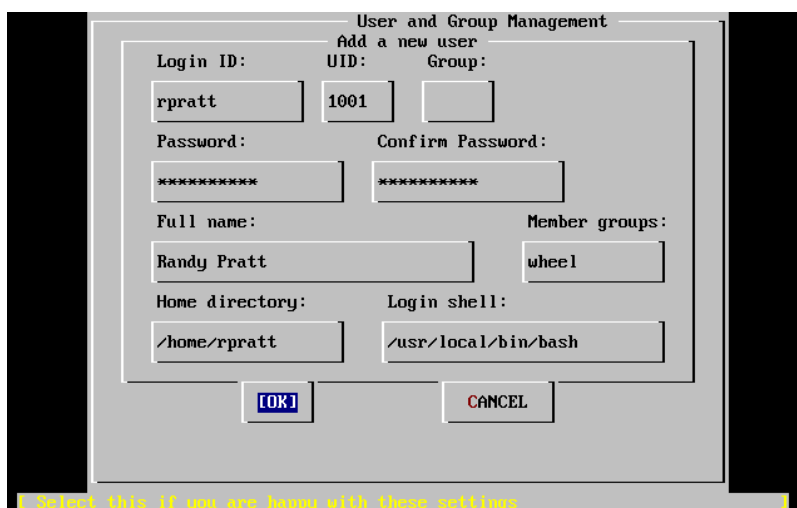 User and Group Management
Add a new user
Login ID: UID: Group:
rpratt 1001
Password: Confirm Password:
********** **********
Full name: Member groups:
Randy Pratt wheel
Home directory: Login shell:
/home/rpratt /usr/local/bin/bash
[OK] CANCEL
[ Select this if you are happy with these settings ]